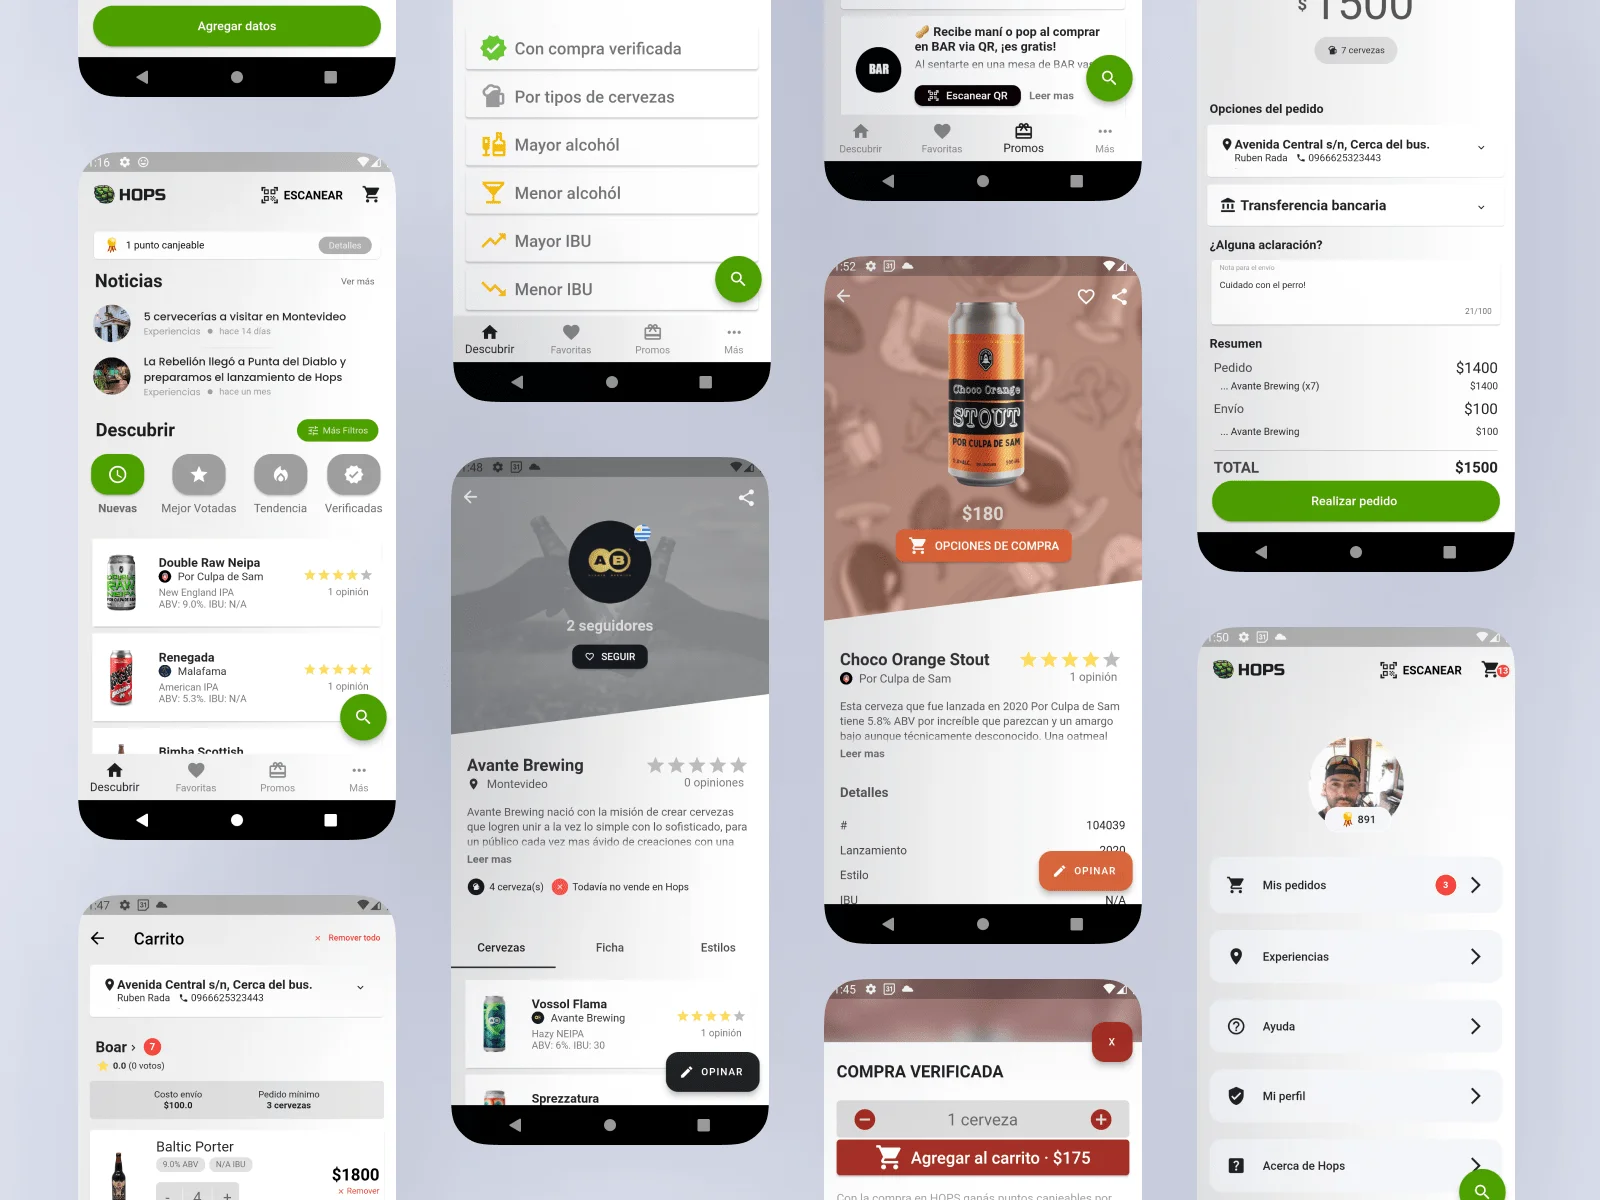 Agregar datos
1:16
HOPS
ESCANEAR
1 punto canjeable
Detalles
Noticias
Ver más
5 cervecerías a visitar en Montevideo
Experiencias ● hace 14 días
La Rebelión llegó a Punta del Diablo y
preparamos el lanzamiento de Hops
Experiencias ● hace un mes
Descubrir
Más Filtros
Nuevas
Mejor Votadas
Tendencia
Verificadas
Double Raw Neipa
Por Culpa de Sam
New England IPA
ABV: 9.0%. IBU: N/A
1 opinión
Renegada
Malafama
American IPA
ABV: 5.3%. IBU: N/A
1 opinión
Bimba Scottish
Descubrir
Favoritas
Promos
Más
1:47
31
Carrito
× Remover todo
Avenida Central s/n, Cerca del bus.
Ruben Rada 0966625323443
Boar › 7
0.0 (0 votos)
Costo envío
$100.0
Pedido mínimo
3 cervezas
Baltic Porter
9.0% ABV
N/A IBU
$1800
× Remover
- 4 +
Con compra verificada
Por tipos de cervezas
Mayor alcohól
Menor alcohól
Mayor IBU
Menor IBU
Descubrir
Favoritas
Promos
Más
1:48
31
AB
2 seguidores
SEGUIR
Avante Brewing
Montevideo
0 opiniones
Avante Brewing nació con la misión de crear cervezas
que logren unir a la vez lo simple con lo sofisticado, para
un público cada vez mas ávido de creaciones con una
Leer mas
4 cerveza(s)
Todavía no vende en Hops
Cervezas
Ficha
Estilos
Vossol Flama
Avante Brewing
Hazy NEIPA
ABV: 6%. IBU: 30
1 opinión
OPINAR
Sprezzatura
Recibe maní o pop al comprar
en BAR via QR, ¡es gratis!
Al sentarte en una mesa de BAR
BAR
Escanear QR
Leer mas
Descubrir
Favoritas
Promos
Más
1:52
31
Choco Orange
STOUT
POR CULPA DE SAM
$180
OPCIONES DE COMPRA
Choco Orange Stout
Por Culpa de Sam
1 opinión
Esta cerveza que fue lanzada en 2020 Por Culpa de Sam
tiene 5.8% ABV por increíble que parezcan y un amargo
bajo aunque técnicamente desconocido. Una oatmeal
Leer mas
Detalles
# 104039
Lanzamiento 2020
Estilo
IBU N/A
OPINAR
1:45
31
X
COMPRA VERIFICADA
1 cerveza
Agregar al carrito · $175
Con la compra en HOPS ganás puntos canjeables por
$ 1500
7 cervezas
Opciones del pedido
Avenida Central s/n, Cerca del bus.
Ruben Rada 0966625323443
Transferencia bancaria
¿Alguna aclaración?
Nota para el envio
Cuidado con el perro!
21/100
Resumen
Pedido $1400
... Avante Brewing (x7) $1400
Envío $100
... Avante Brewing $100
TOTAL $1500
Realizar pedido
1:50
31
HOPS
ESCANEAR
13
891
Mis pedidos
3
Experiencias
Ayuda
Mi perfil
Acerca de Hops